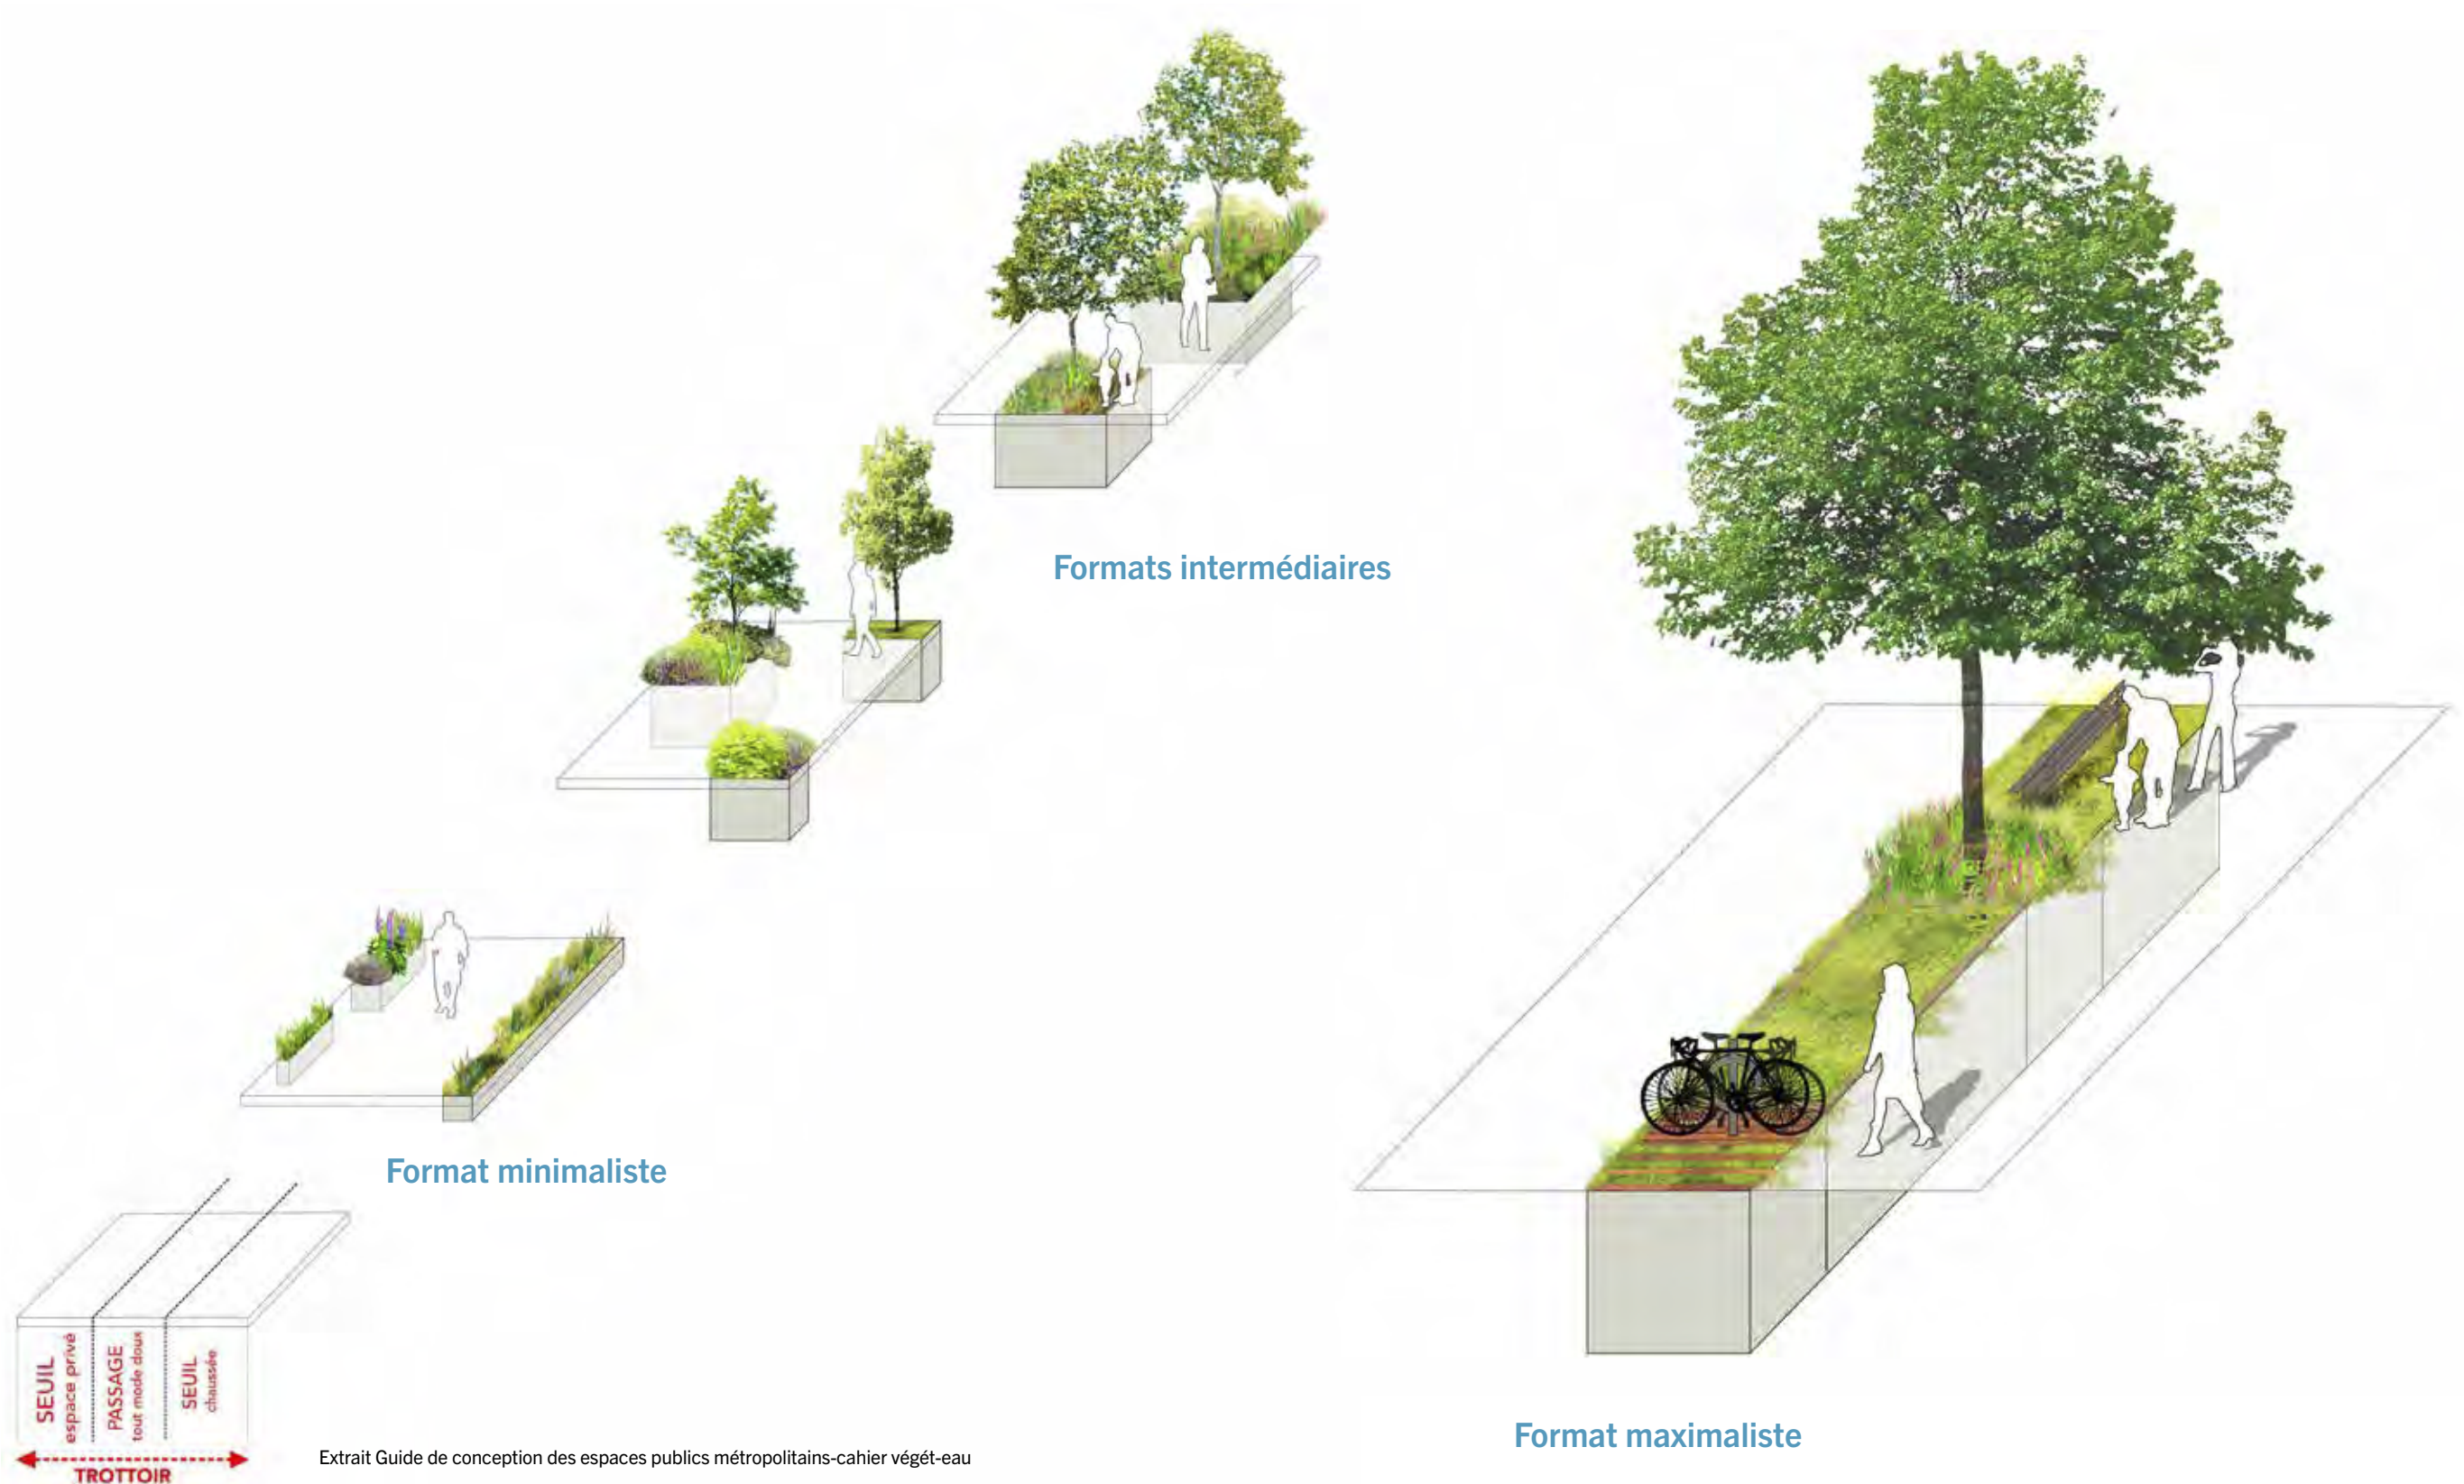 Formats intermédiaires
Format minimaliste
SEUIL
espace privé
PASSAGE
tout mode doux
SEUIL
chaussée
TROTTOIR
Extrait Guide de conception des espaces publics métropolitains-cahier végét-eau
Format maximaliste